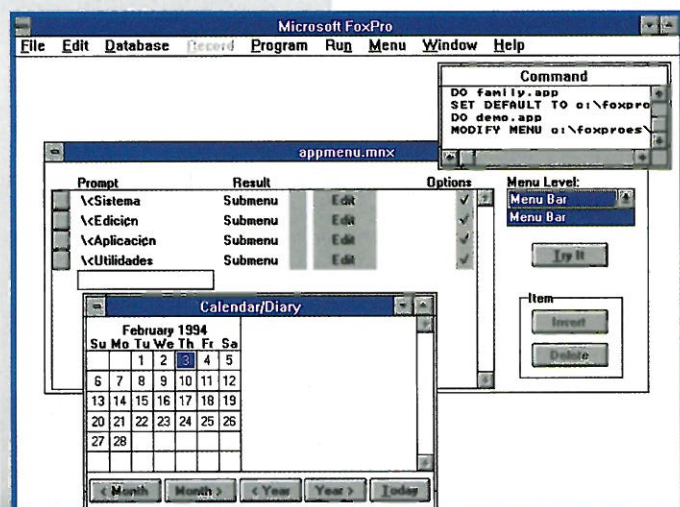 Microsoft FoxPro
File Edit Database Record Program Run Menu Window Help
Command
DO family.app
SET DEFAULT TO c:\foxpro
DO demo.app
MODIFY MENU c:\foxproes\
appmenu.mnx
Prompt Result Options Menu Level:
\<Sistema Submenu Edit
Menu Bar
\<Edición Submenu Edit
Menu Bar
\<Aplicación Submenu Edit
\<Utilidades Submenu Edit
Try It
Item
Insert
Delete
Calendar/Diary
February 1994
Su Mo Tu We Th Fr Sa
1 2 3 4 5
6 7 8 9 10 11 12
13 14 15 16 17 18 19
20 21 22 23 24 25 26
27 28
< Month Month > < Year Year > Today